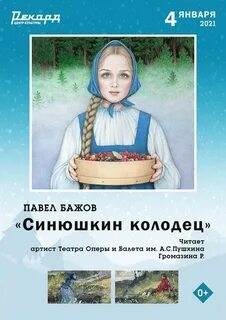 Рекорд
4 ЯНВАРЯ
2021
ПАВЕЛ БАЖОВ
«Синюшкин колодец»
Читает
артист Театра Оперы и Балета им. А.С.Пушкина
Громазина Р.
0+